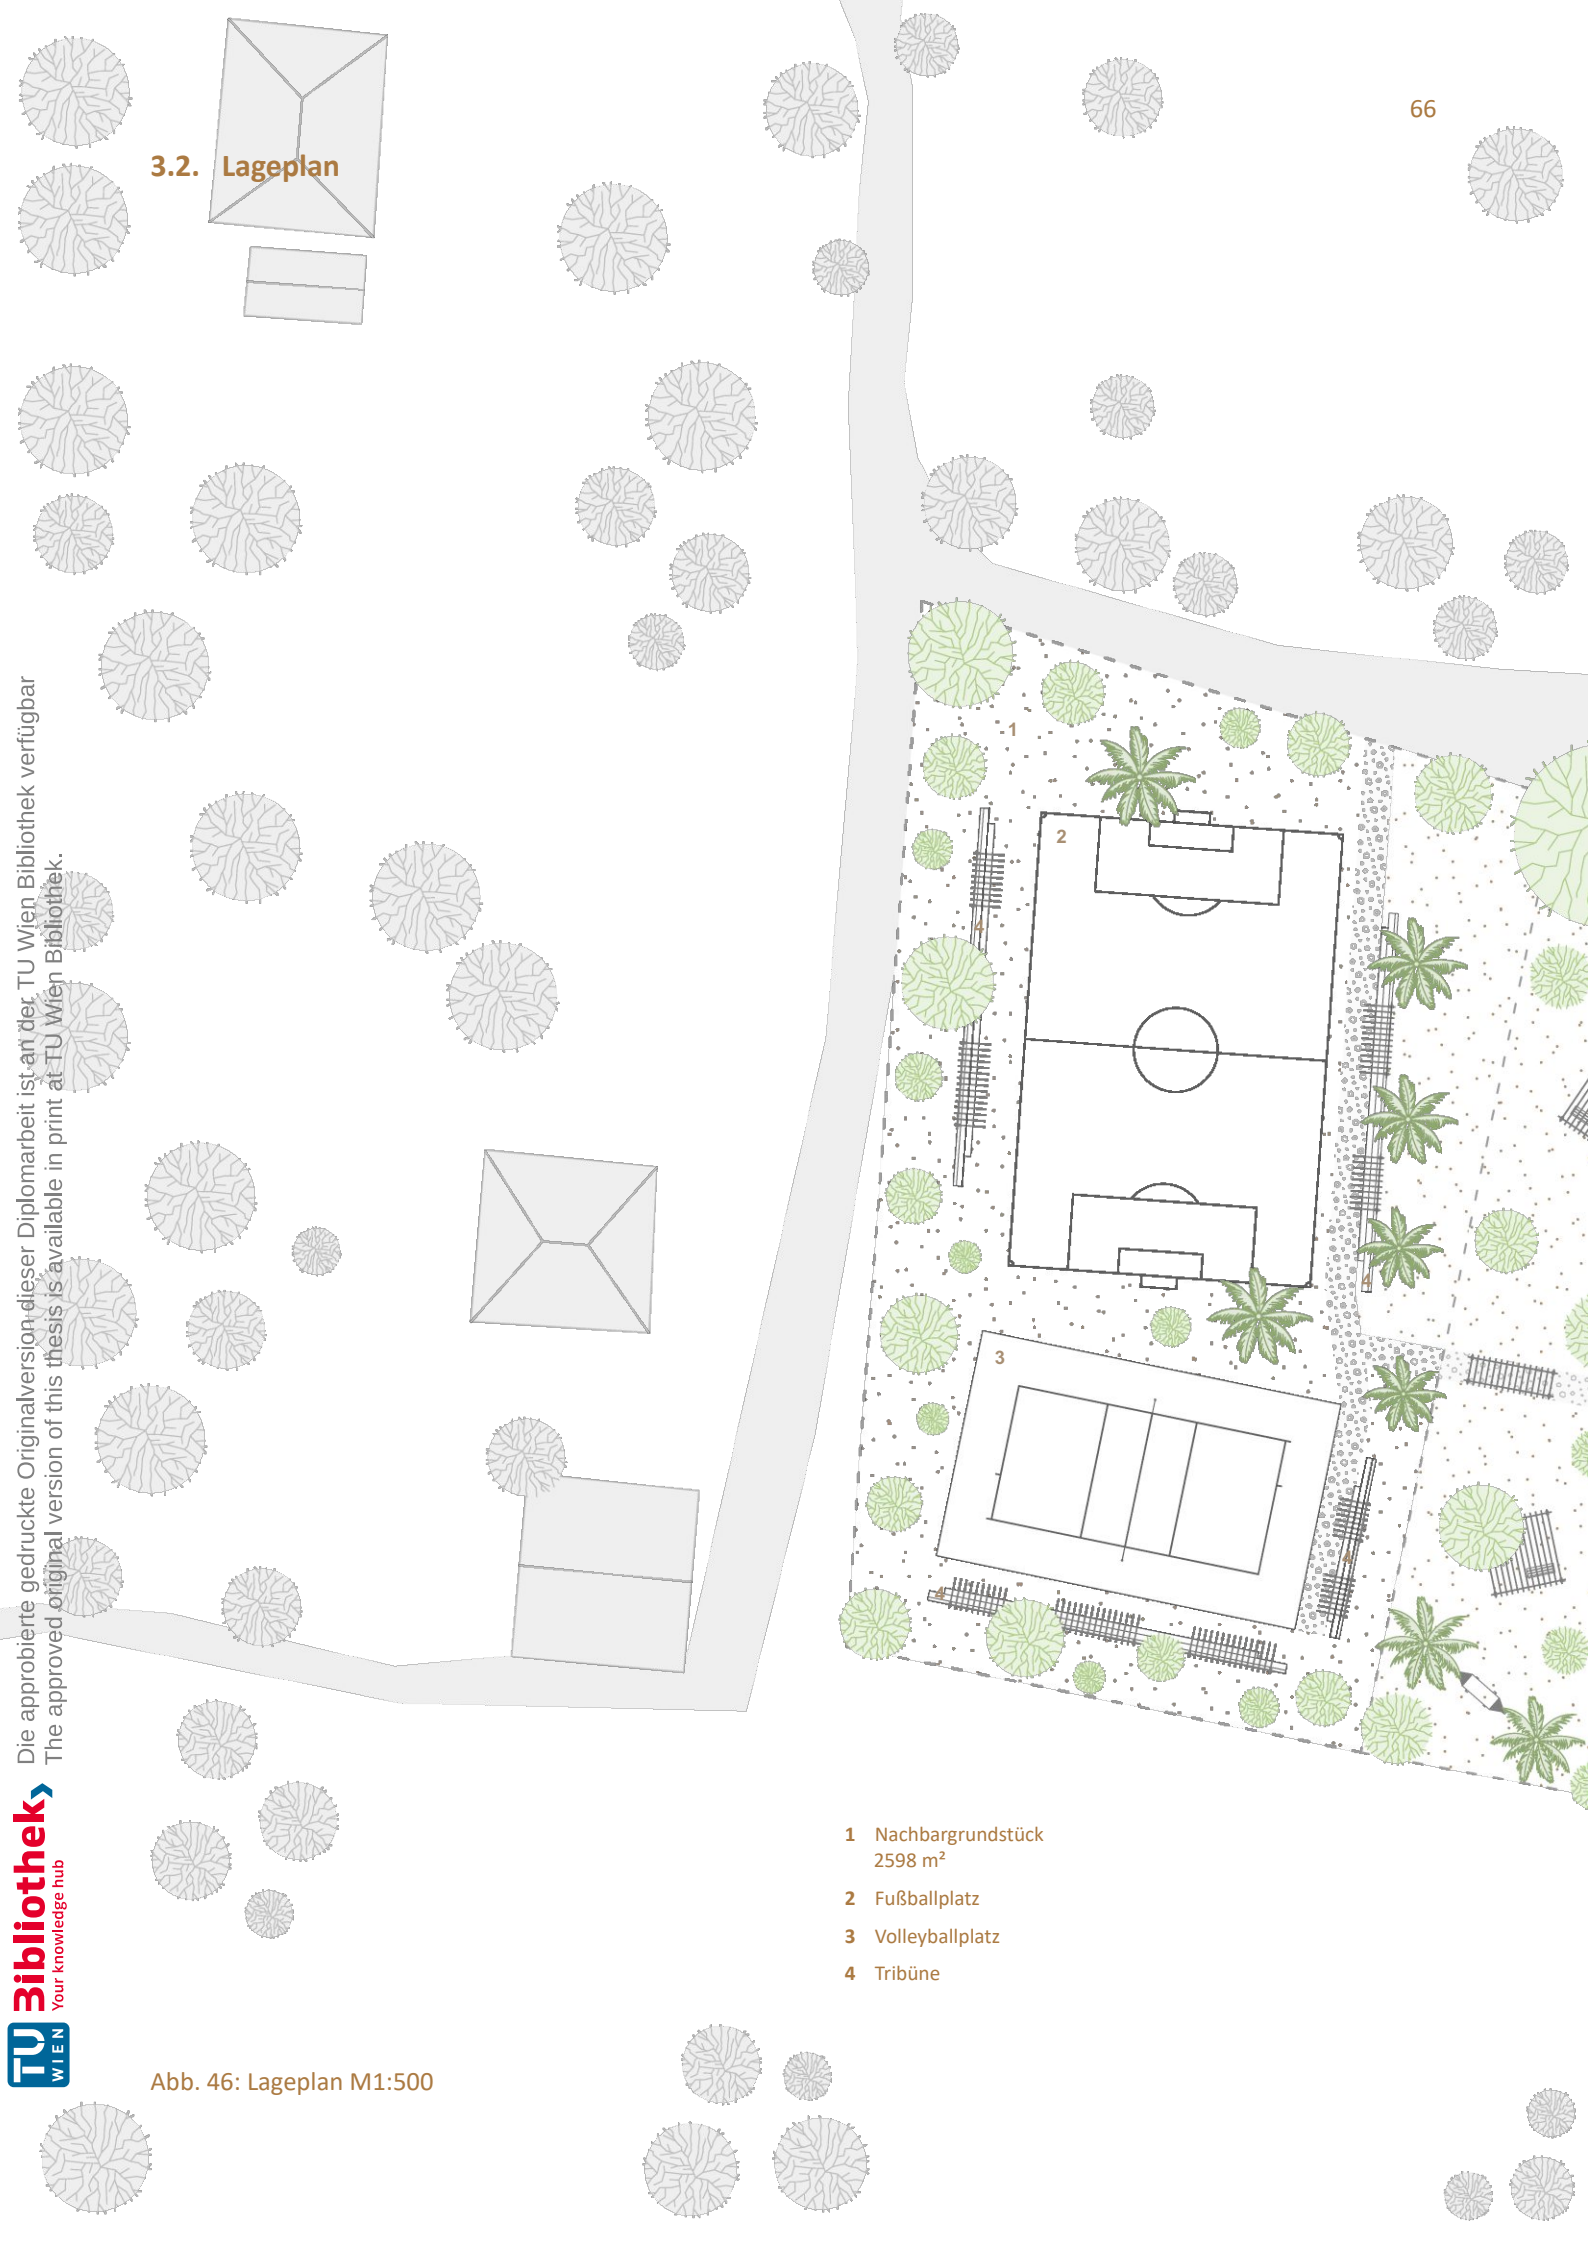 66
3.2. Lageplan
1
2
4
4
3
4
4
1 Nachbargrundstück
2598 m²
2 Fußballplatz
3 Volleyballplatz
4 Tribüne
Abb. 46: Lageplan M1:500
Die approbierte gedruckte Originalversion dieser Diplomarbeit ist an der TU Wien Bibliothek verfügbar
The approved original version of this thesis is available in print at TU Wien Bibliothek.
TU WIEN
Bibliothek
Your knowledge hub